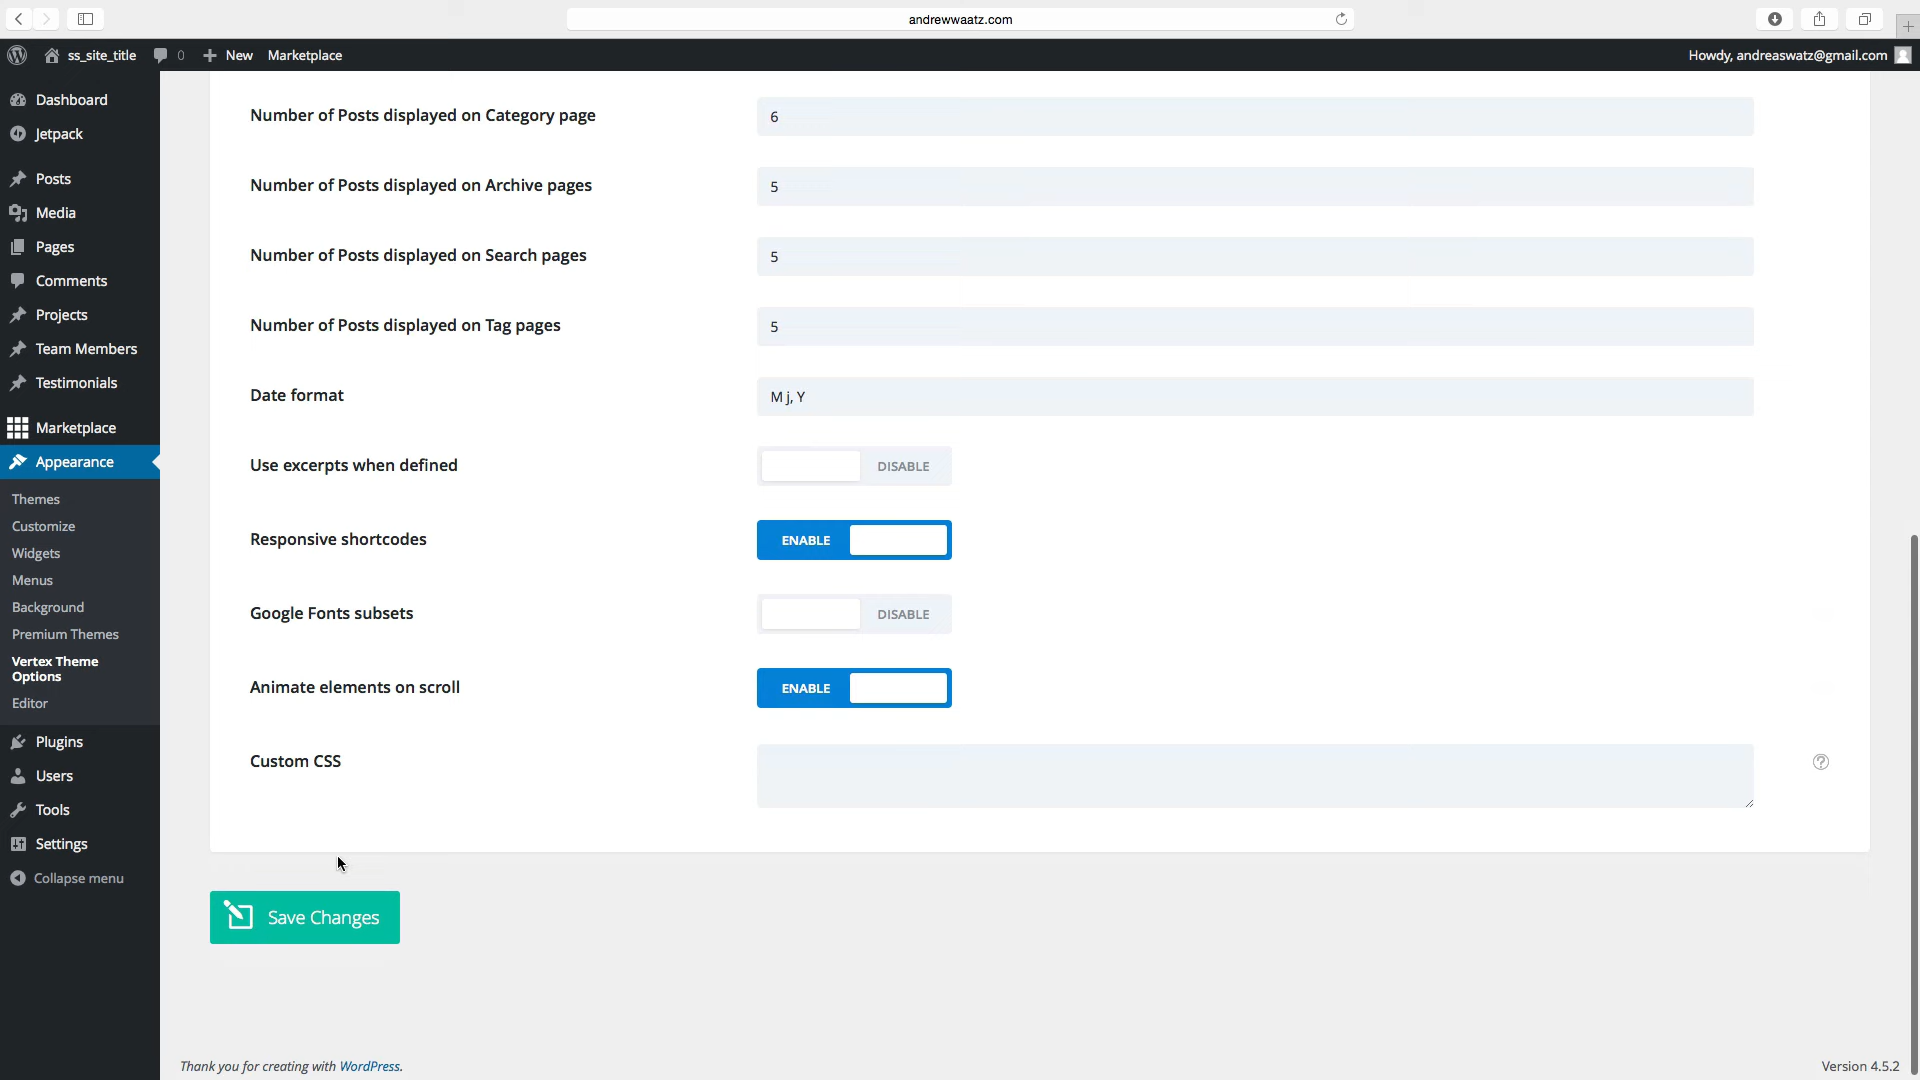 andrewwaatz.com
ss_site_title 0 New Marketplace Howdy, andreaswatz@gmail.com
Dashboard
Jetpack
Posts
Media
Pages
Comments
Projects
Team Members
Testimonials
Marketplace
Appearance
Themes
Customize
Widgets
Menus
Background
Premium Themes
Vertex Theme
Options
Editor
Plugins
Users
Tools
Settings
Collapse menu
Number of Posts displayed on Category page 6
Number of Posts displayed on Archive pages 5
Number of Posts displayed on Search pages 5
Number of Posts displayed on Tag pages 5
Date format M j, Y
Use excerpts when defined DISABLE
Responsive shortcodes ENABLE
Google Fonts subsets DISABLE
Animate elements on scroll ENABLE
Custom CSS ?
Save Changes
Thank you for creating with WordPress. Version 4.5.2